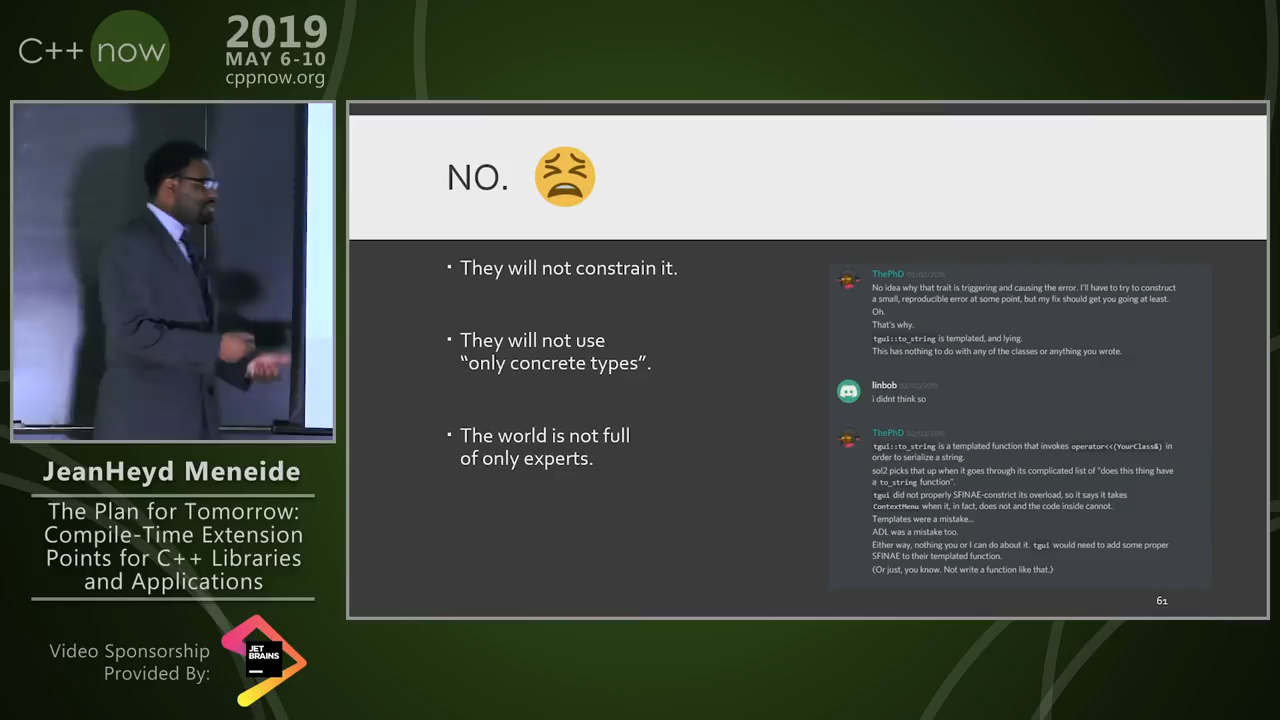 C++ now
2019
MAY 6-10
cppnow.org
NO.
▪ They will not constrain it.
▪ They will not use
“only concrete types”.
▪ The world is not full
of only experts.
ThePhD
No idea why that trait is triggering and causing the error. I'll have to try to construct
a small, reproducible error at some point, but my fix should get you going at least.
Oh.
That's why.
tgui::to_string is templated, and lying.
This has nothing to do with any of the classes or anything you wrote.
linbob
i didnt think so
ThePhD
tgui::to_string is a templated function that invokes operator<<(YourClass&) in
order to serialize a string.
sol2 picks that up when it goes through its complicated list of "does this thing have
a to_string function".
tgui did not properly SFINAE-constrict its overload, so it says it takes
ContextMenu when it, in fact, does not and the code inside cannot.
Templates were a mistake...
ADL was a mistake too.
Either way, nothing you or I can do about it. tgui would need to add some proper
SFINAE to their templated function.
(Or just, you know. Not write a function like that.)
61
JeanHeyd Meneide
The Plan for Tomorrow:
Compile-Time Extension
Points for C++ Libraries
and Applications
Video Sponsorship
Provided By:
JET
BRAINS